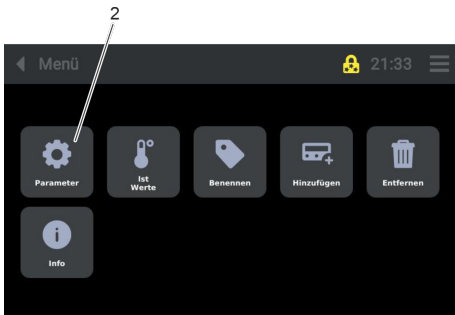 2
Menü
21:33
Parameter
Ist
Werte
Benennen
Hinzufügen
Entfernen
Info